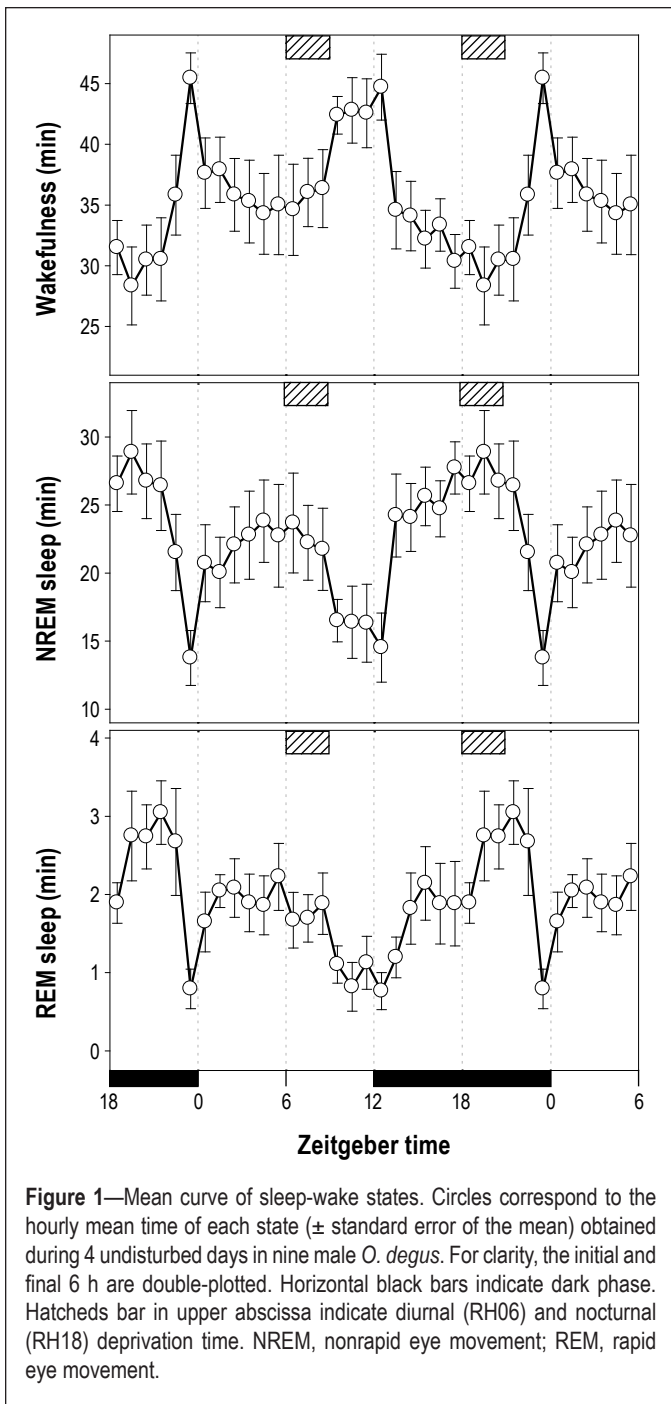 45
40
35
30
25
Wakefulness (min)
30
25
20
15
10
NREM sleep (min)
4
3
2
1
0
REM sleep (min)
18 0 6 12 18 0 6
Zeitgeber time
Figure 1—Mean curve of sleep-wake states. Circles correspond to the
hourly mean time of each state (± standard error of the mean) obtained
during 4 undisturbed days in nine male O. degus. For clarity, the initial and
final 6 h are double-plotted. Horizontal black bars indicate dark phase.
Hatcheds bar in upper abscissa indicate diurnal (RH06) and nocturnal
(RH18) deprivation time. NREM, nonrapid eye movement; REM, rapid
eye movement.